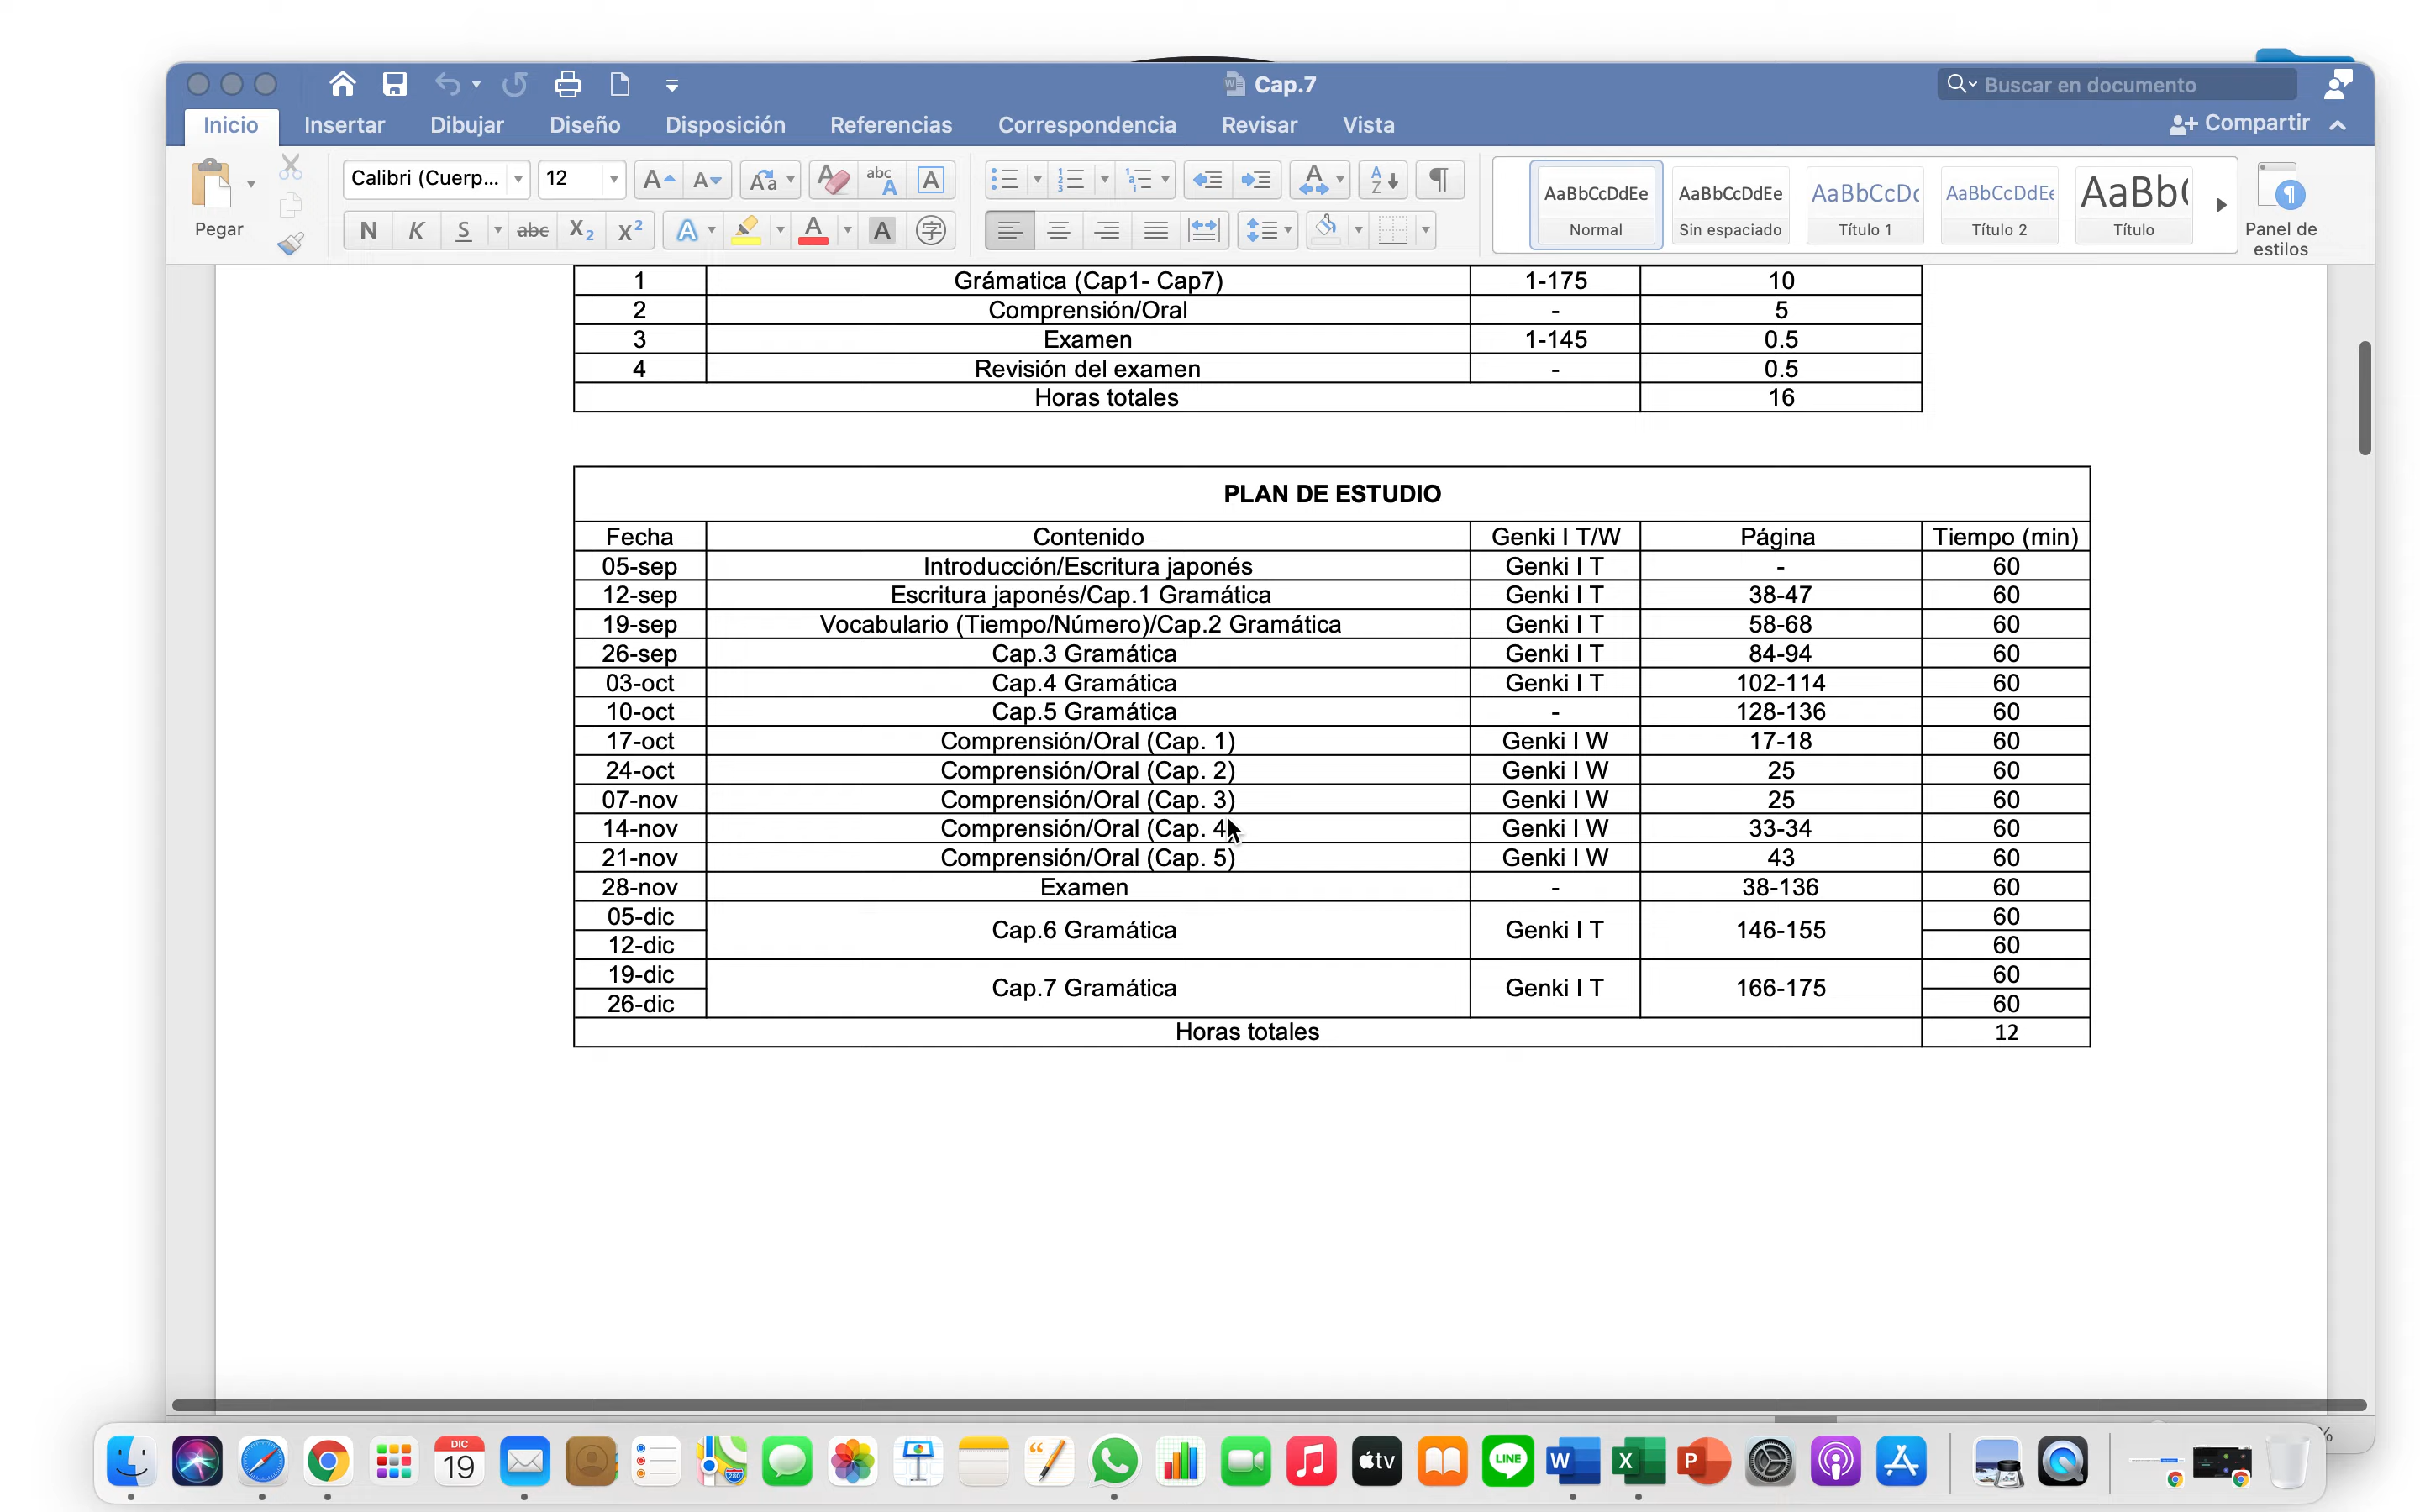 Cap.7
Buscar en documento
Inicio Insertar Dibujar Diseño Disposición Referencias Correspondencia Revisar Vista Compartir
Calibri (Cuerp... 12
AaBbCcDdEe AaBbCcDdEe AaBbCcDc AaBbCcDdEe AaBb(
Pegar Normal Sin espaciado Título 1 Título 2 Título Panel de estilos
1 Grámatica (Cap1- Cap7) 1-175 10
2 Comprensión/Oral - 5
3 Examen 1-145 0.5
4 Revisión del examen - 0.5
Horas totales 16
PLAN DE ESTUDIO
Fecha Contenido Genki I T/W Página Tiempo (min)
05-sep Introducción/Escritura japonés Genki I T - 60
12-sep Escritura japonés/Cap.1 Gramática Genki I T 38-47 60
19-sep Vocabulario (Tiempo/Número)/Cap.2 Gramática Genki I T 58-68 60
26-sep Cap.3 Gramática Genki I T 84-94 60
03-oct Cap.4 Gramática Genki I T 102-114 60
10-oct Cap.5 Gramática - 128-136 60
17-oct Comprensión/Oral (Cap. 1) Genki I W 17-18 60
24-oct Comprensión/Oral (Cap. 2) Genki I W 25 60
07-nov Comprensión/Oral (Cap. 3) Genki I W 25 60
14-nov Comprensión/Oral (Cap. 4) Genki I W 33-34 60
21-nov Comprensión/Oral (Cap. 5) Genki I W 43 60
28-nov Examen - 38-136 60
05-dic 60
Cap.6 Gramática Genki I T 146-155
12-dic 60
19-dic 60
Cap.7 Gramática Genki I T 166-175
26-dic 60
Horas totales 12
DIC
19
280
tv
LINE
W
X
P
%